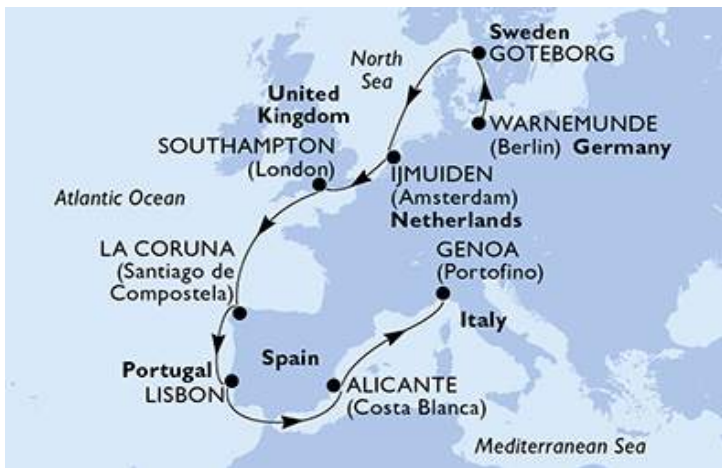 Sweden
GOTEBORG
North
Sea
United
Kingdom
WARNEMUNDE
(Berlin) Germany
SOUTHAMPTON
(London)
IJMUIDEN
(Amsterdam)
Netherlands
Atlantic Ocean
LA CORUNA
(Santiago de
Compostela)
GENOA
(Portofino)
Italy
Portugal
LISBON
Spain
ALICANTE
(Costa Blanca)
Mediterranean Sea